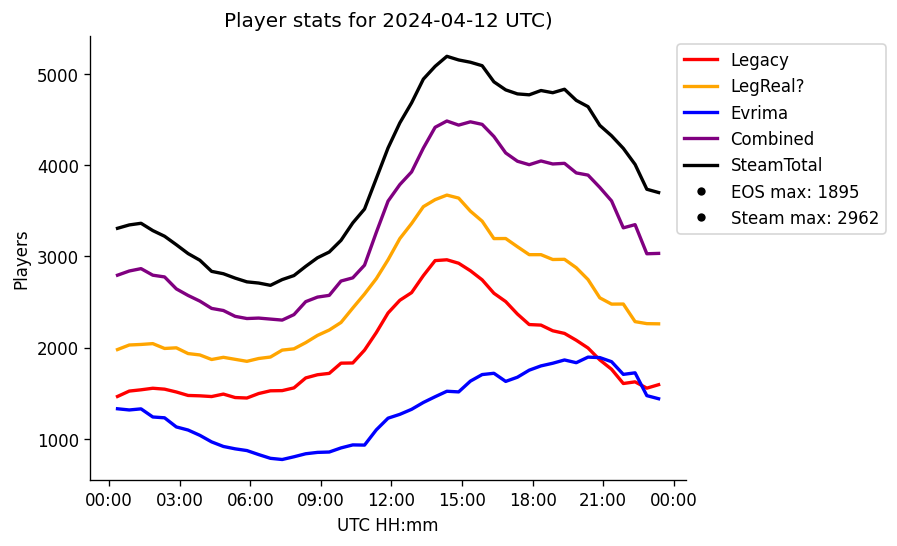 Player stats for 2024-04-12 UTC)
Players
5000
4000
3000
2000
1000
00:00 03:00 06:00 09:00 12:00 15:00 18:00 21:00 00:00
UTC HH:mm
Legacy
LegReal?
Evrima
Combined
SteamTotal
EOS max: 1895
Steam max: 2962